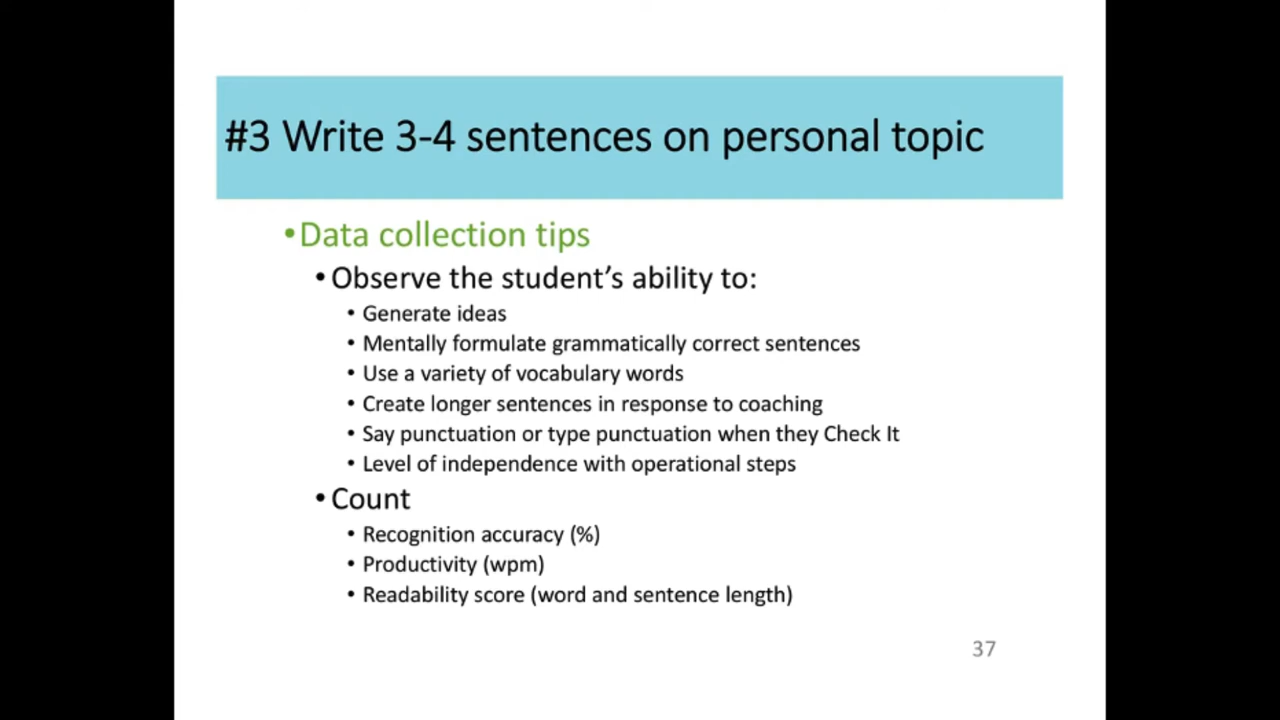 #3 Write 3-4 sentences on personal topic
•Data collection tips
•Observe the student's ability to:
• Generate ideas
• Mentally formulate grammatically correct sentences
• Use a variety of vocabulary words
• Create longer sentences in response to coaching
• Say punctuation or type punctuation when they Check It
• Level of independence with operational steps
•Count
• Recognition accuracy (%)
• Productivity (wpm)
• Readability score (word and sentence length)
37